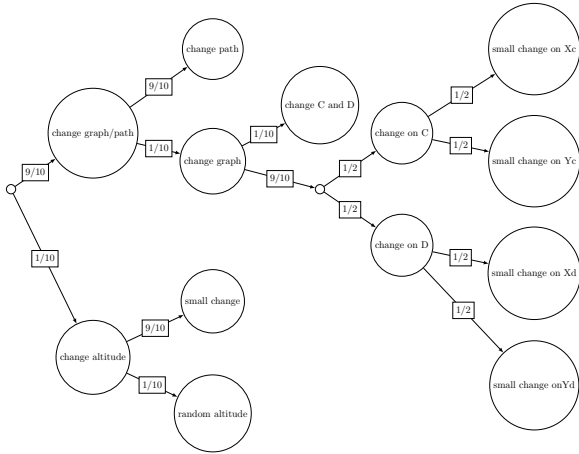 small change on Xc
change path
9/10
1/2
change C and D
change graph/path
1/10
change on C
1/2
1/10
change graph
small change on Yc
9/10
9/10
1/2
1/2
change on D
1/10
1/2
small change on Xd
small change
1/2
9/10
change altitude
1/10
small change onYd
random altitude